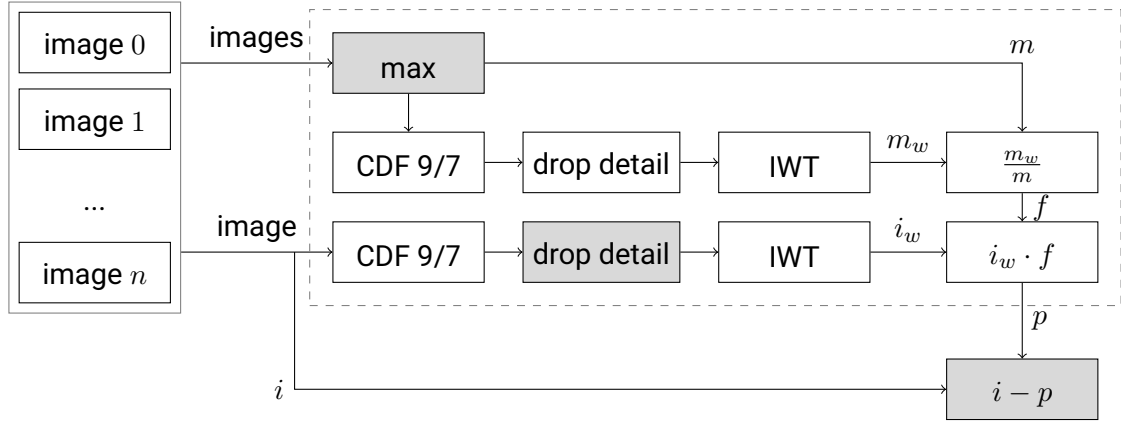 image 0
images
max
m
image 1
CDF 9/7
drop detail
IWT
m_w
m_w/m
...
f
image
CDF 9/7
drop detail
IWT
i_w
i_w · f
image n
p
i
i − p